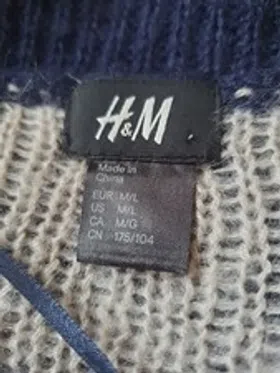 H&M
Made in
China
EUR M/L
US M/L
CA M/G
CN 175/104